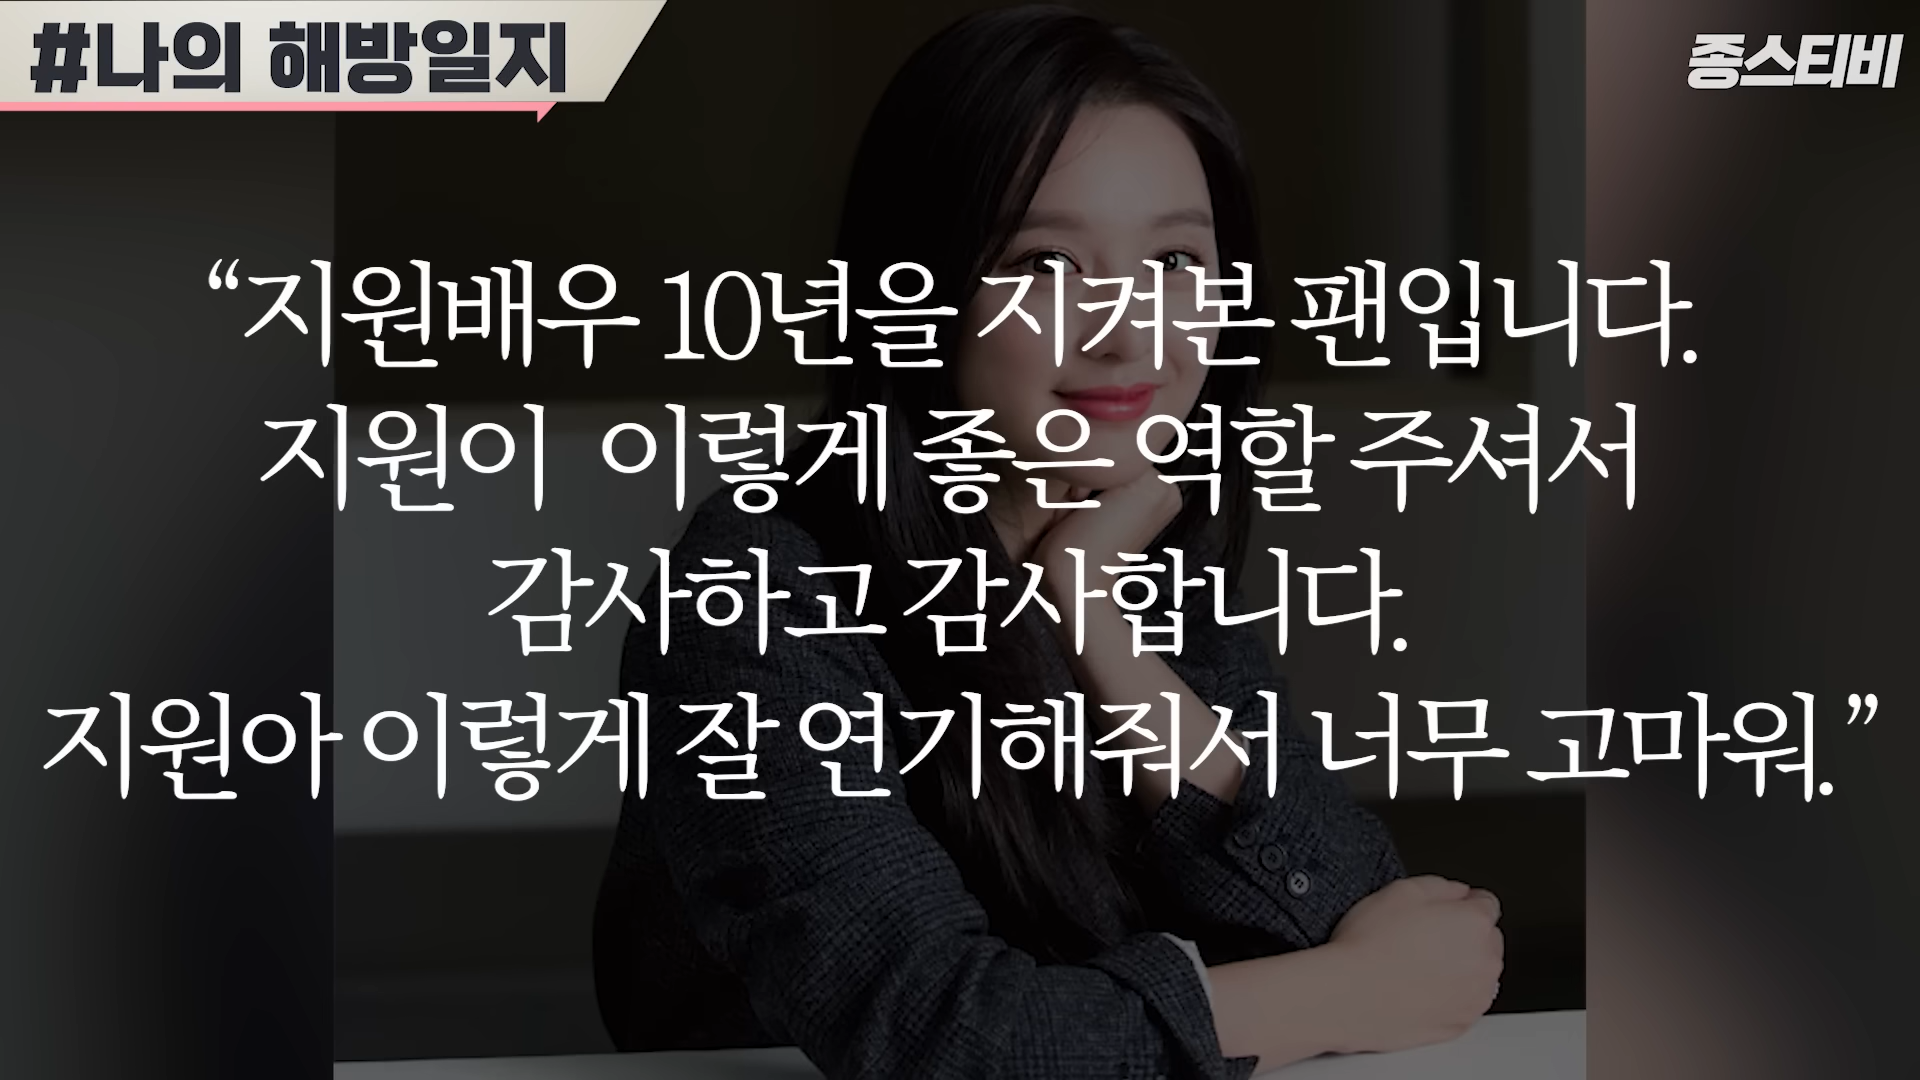 #나의 해방일지
종스티비
“지원배우 10년을 지켜본 팬입니다.
지원이 이렇게 좋은 역할 주셔서
감사하고 감사합니다.
지원아 이렇게 잘 연기해줘서 너무 고마워.”